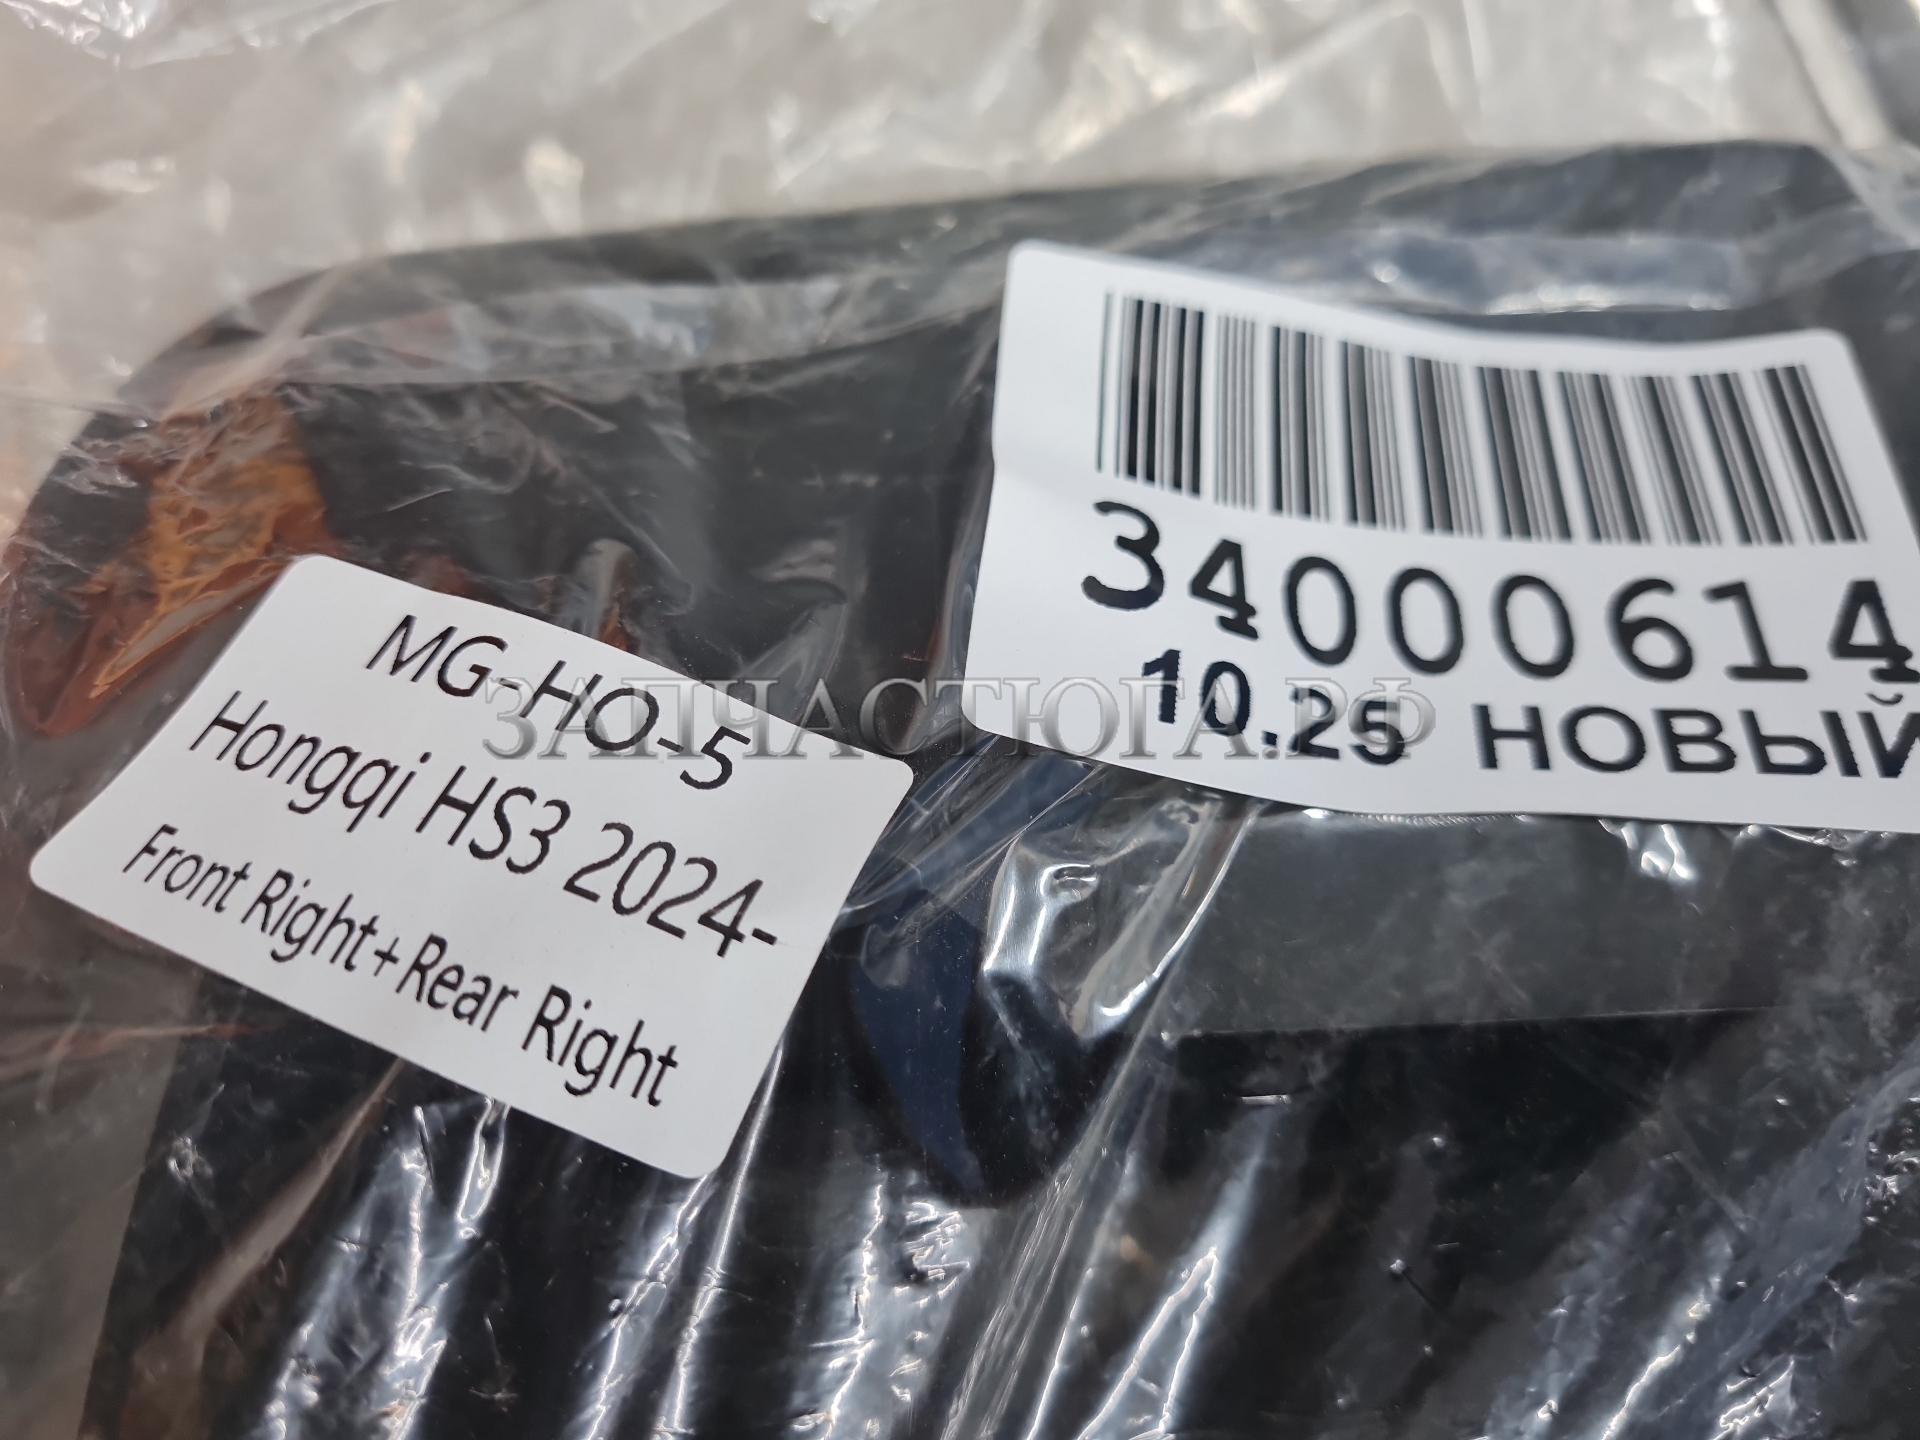 34000614
10.25 НОВЫЙ
MG-HO-5
Hongqi HS3 2024-
Front Right+Rear Right
ЗАПЧАСТЮГА.РФ